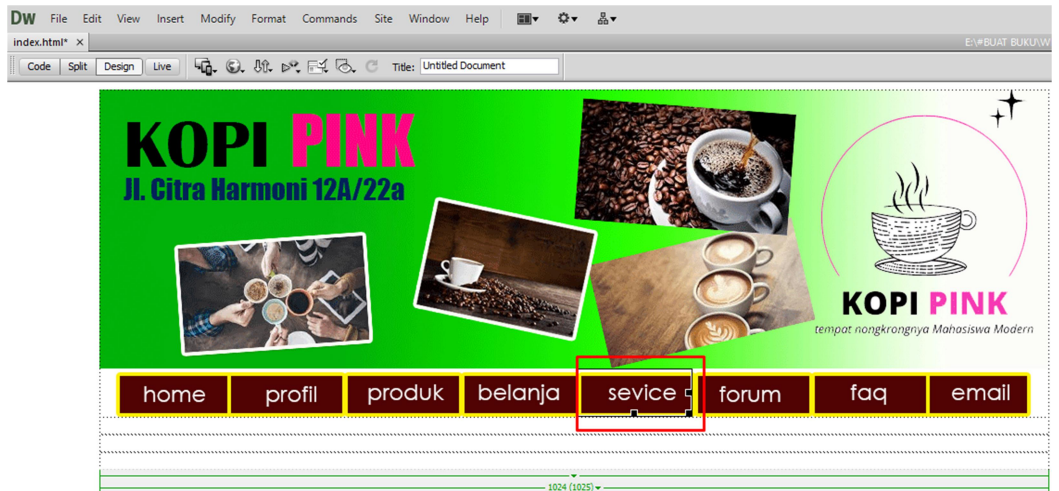 DW File Edit View Insert Modify Format Commands Site Window Help
index.html* × E:\#BUAT BUKU\W
Code Split Design Live Title: Untitled Document
KOPI PINK
Jl. Citra Harmoni 12A/22a
KOPI PINK
tempat nongkrongnya Mahasiswa Modern
home profil produk belanja sevice forum faq email
1024 (1025)